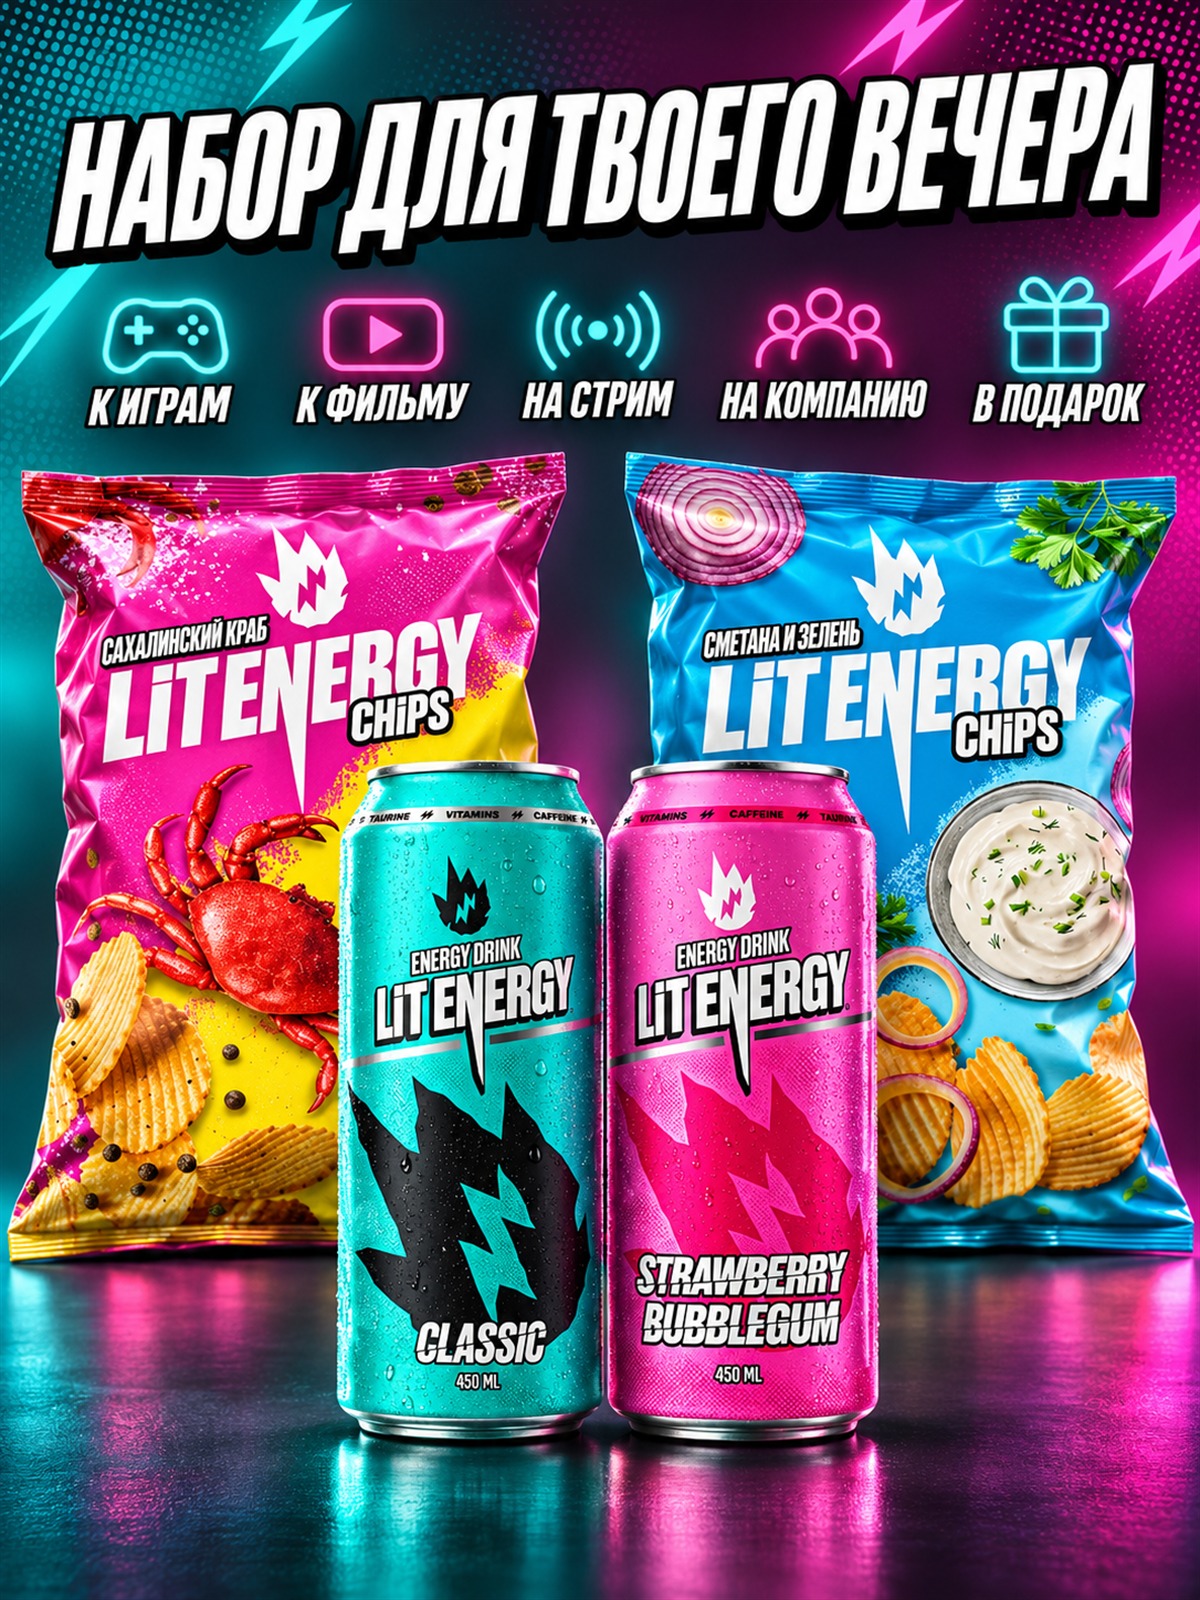 НАБОР ДЛЯ ТВОЕГО ВЕЧЕРА
К ИГРАМ
К ФИЛЬМУ
НА СТРИМ
НА КОМПАНИЮ
В ПОДАРОК
САХАЛИНСКИЙ КРАБ
LIT ENERGY
CHIPS
СМЕТАНА И ЗЕЛЕНЬ
LIT ENERGY
CHIPS
TAURINE VITAMINS CAFFEINE
ENERGY DRINK
LIT ENERGY
CLASSIC
450 ML
VITAMINS CAFFEINE TAURINE
ENERGY DRINK
LIT ENERGY
STRAWBERRY
BUBBLEGUM
450 ML